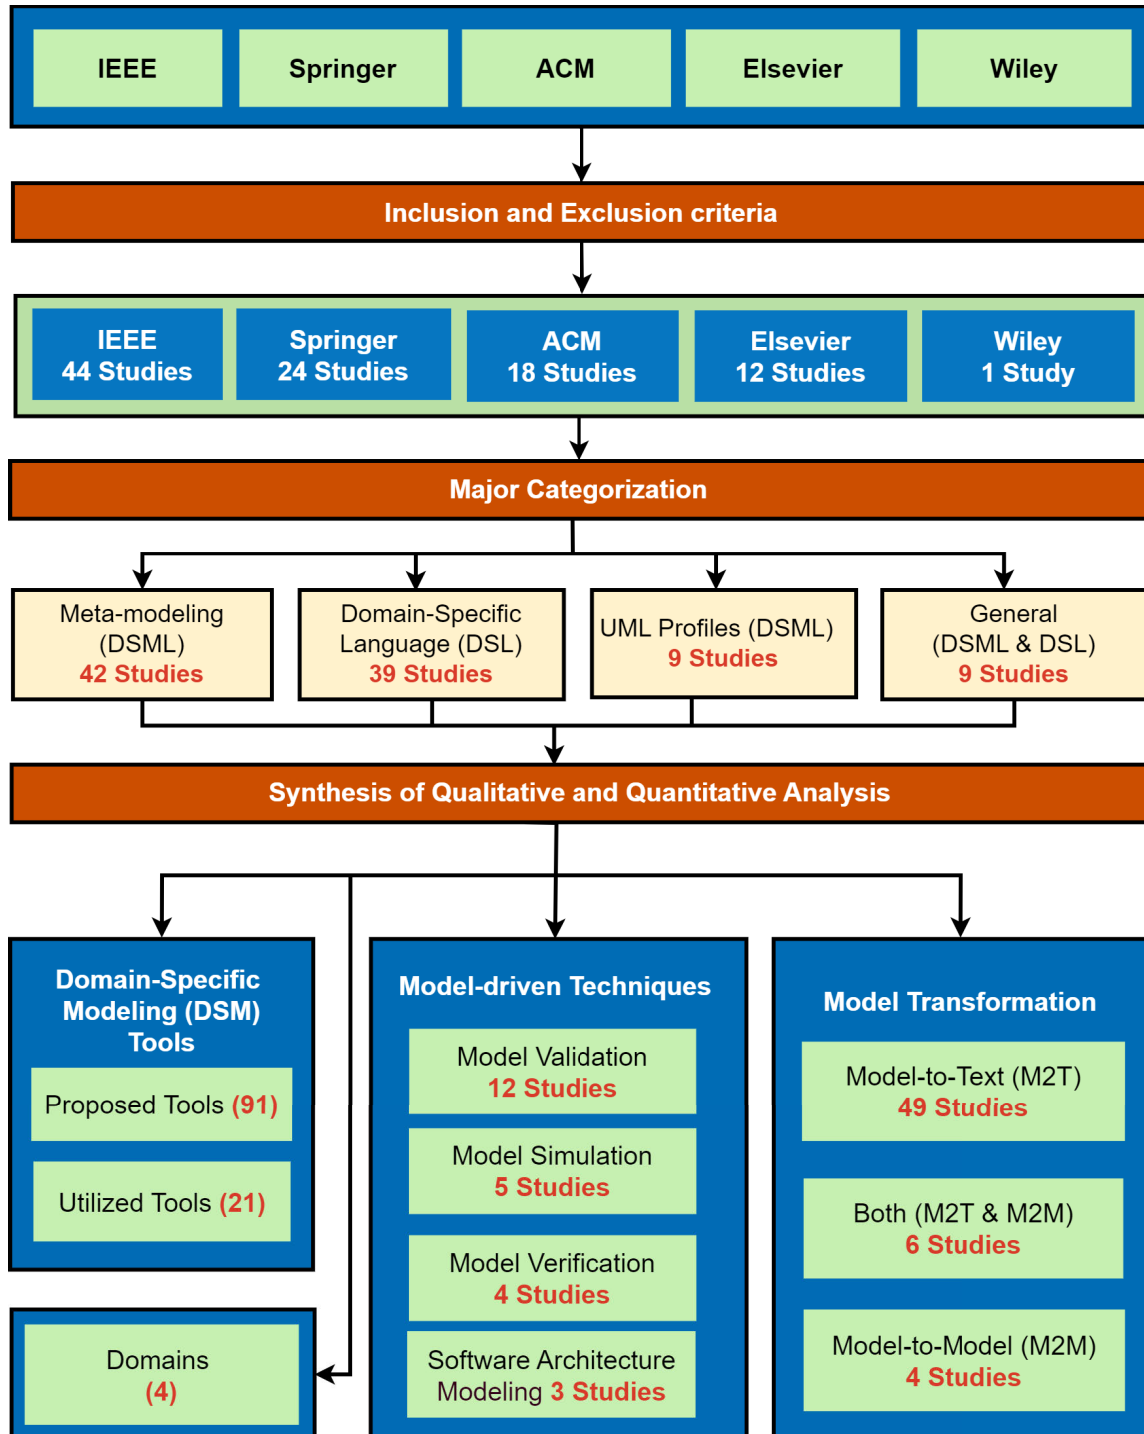 IEEE
Springer
ACM
Elsevier
Wiley
Inclusion and Exclusion criteria
IEEE
44 Studies
Springer
24 Studies
ACM
18 Studies
Elsevier
12 Studies
Wiley
1 Study
Major Categorization
Meta-modeling
(DSML)
42 Studies
Domain-Specific
Language (DSL)
39 Studies
UML Profiles (DSML)
9 Studies
General
(DSML & DSL)
9 Studies
Synthesis of Qualitative and Quantitative Analysis
Domain-Specific
Modeling (DSM)
Tools
Proposed Tools (91)
Utilized Tools (21)
Domains
(4)
Model-driven Techniques
Model Validation
12 Studies
Model Simulation
5 Studies
Model Verification
4 Studies
Software Architecture
Modeling 3 Studies
Model Transformation
Model-to-Text (M2T)
49 Studies
Both (M2T & M2M)
6 Studies
Model-to-Model (M2M)
4 Studies